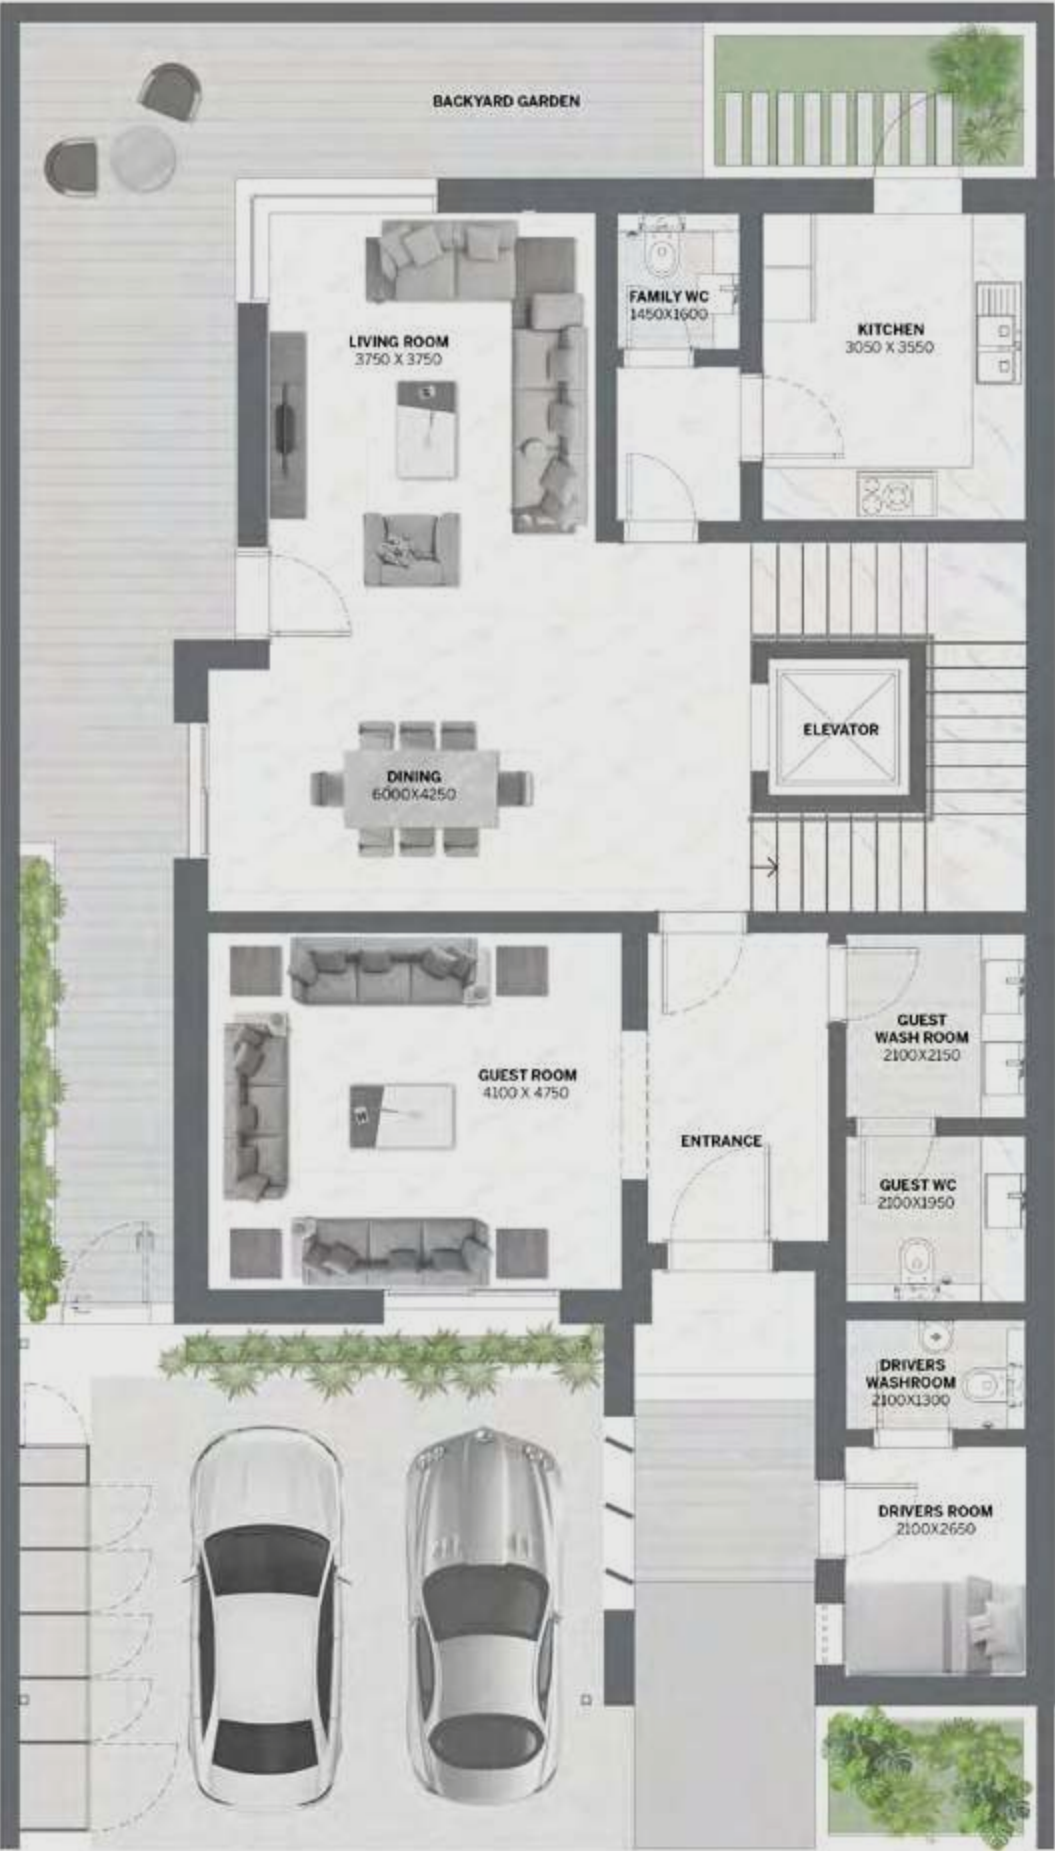 BACKYARD GARDEN
FAMILY WC
1450X1600
LIVING ROOM
3750 X 3750
KITCHEN
3050 X 3550
ELEVATOR
DINING
6000X4250
GUEST
WASH ROOM
2100X2150
GUEST ROOM
4100 X 4750
ENTRANCE
GUEST WC
2100X1950
DRIVERS
WASHROOM
2100X1300
DRIVERS ROOM
2100X2650